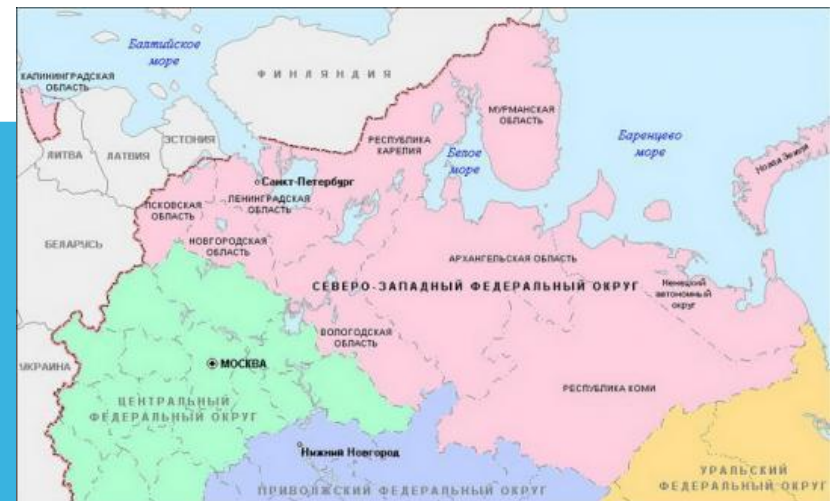 Балтийское
море
ФИНЛЯНДИЯ
КАЛИНИНГРАДСКАЯ
ОБЛАСТЬ
МУРМАНСКАЯ
ОБЛАСТЬ
РЕСПУБЛИКА
КАРЕЛИЯ
Баренцево
море
ЭСТОНИЯ
ЛИТВА
ЛАТВИЯ
Белое
море
Новая Земля
Санкт-Петербург
ПСКОВСКАЯ
ОБЛАСТЬ
ЛЕНИНГРАДСКАЯ
ОБЛАСТЬ
БЕЛАРУСЬ
НОВГОРОДСКАЯ
ОБЛАСТЬ
АРХАНГЕЛЬСКАЯ ОБЛАСТЬ
СЕВЕРО-ЗАПАДНЫЙ ФЕДЕРАЛЬНЫЙ ОКРУГ
Ненецкий
автономный
округ
ВОЛОГОДСКАЯ
ОБЛАСТЬ
УКРАИНА
МОСКВА
РЕСПУБЛИКА КОМИ
ЦЕНТРАЛЬНЫЙ
ФЕДЕРАЛЬНЫЙ ОКРУГ
Нижний Новгород
УРАЛЬСКИЙ
ФЕДЕРАЛЬНЫЙ ОКРУГ
ПРИВОЛЖСКИЙ ФЕДЕРАЛЬНЫЙ ОКРУГ